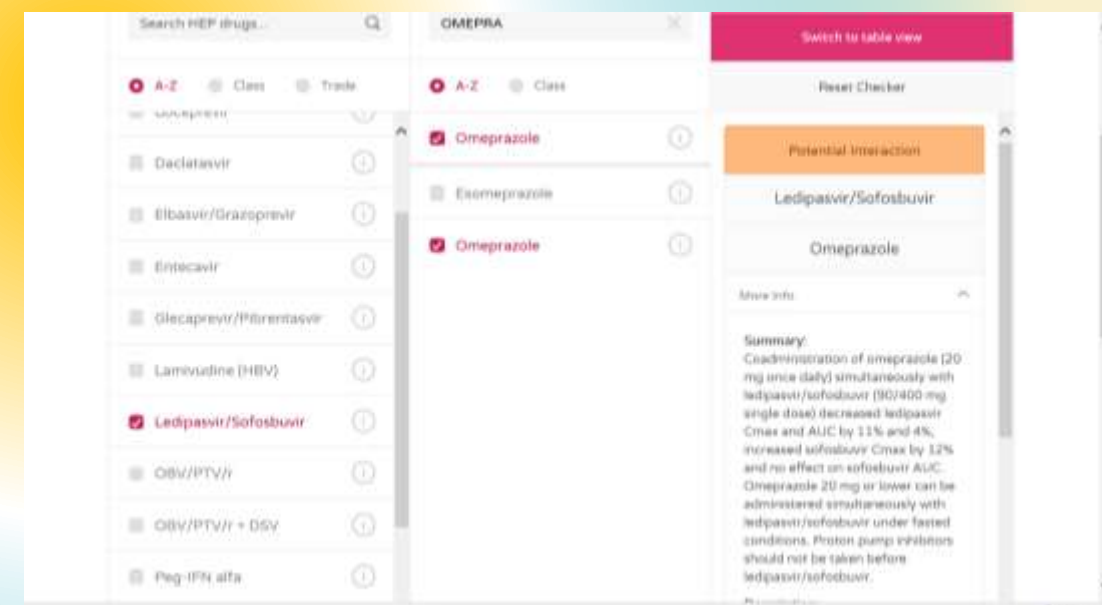 Search HEP drugs...
A-Z Class Trade
Daclatasvir
Elbasvir/Grazoprevir
Entecavir
Glecaprevir/Pibrentasvir
Lamivudine (HBV)
Ledipasvir/Sofosbuvir
OBV/PTV/r
OBV/PTV/r + DSV
Peg-IFN alfa
OMEPRA
A-Z Class
Omeprazole
Esomeprazole
Omeprazole
Switch to table view
Reset Checker
Potential Interaction
Ledipasvir/Sofosbuvir
Omeprazole
More Info
Summary:
Coadministration of omeprazole (20
mg once daily) simultaneously with
ledipasvir/sofosbuvir (90/400 mg
single dose) decreased ledipasvir
Cmax and AUC by 11% and 4%,
increased sofosbuvir Cmax by 12%
and no effect on sofosbuvir AUC.
Omeprazole 20 mg or lower can be
administered simultaneously with
ledipasvir/sofosbuvir under fasted
conditions. Proton pump inhibitors
should not be taken before
ledipasvir/sofosbuvir.